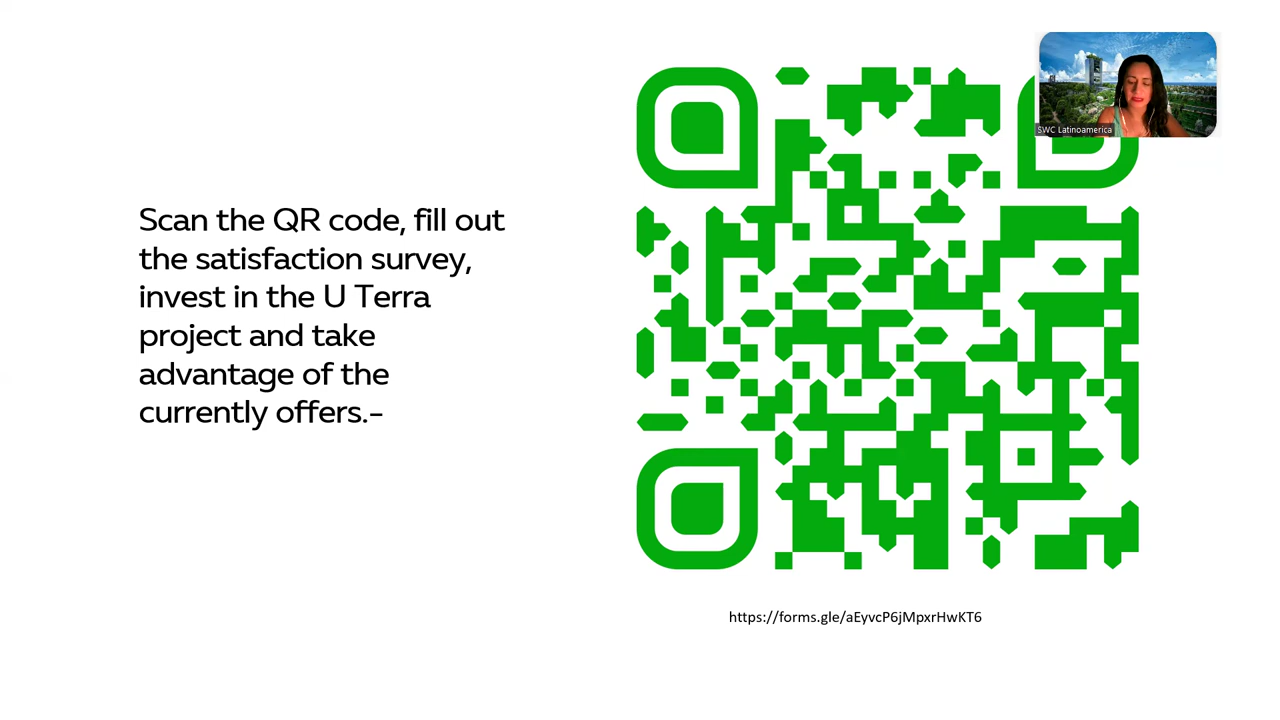 Scan the QR code, fill out
the satisfaction survey,
invest in the U Terra
project and take
advantage of the
currently offers.-
SWC Latinoamerica
https://forms.gle/aEyvcP6jMpxrHwKT6